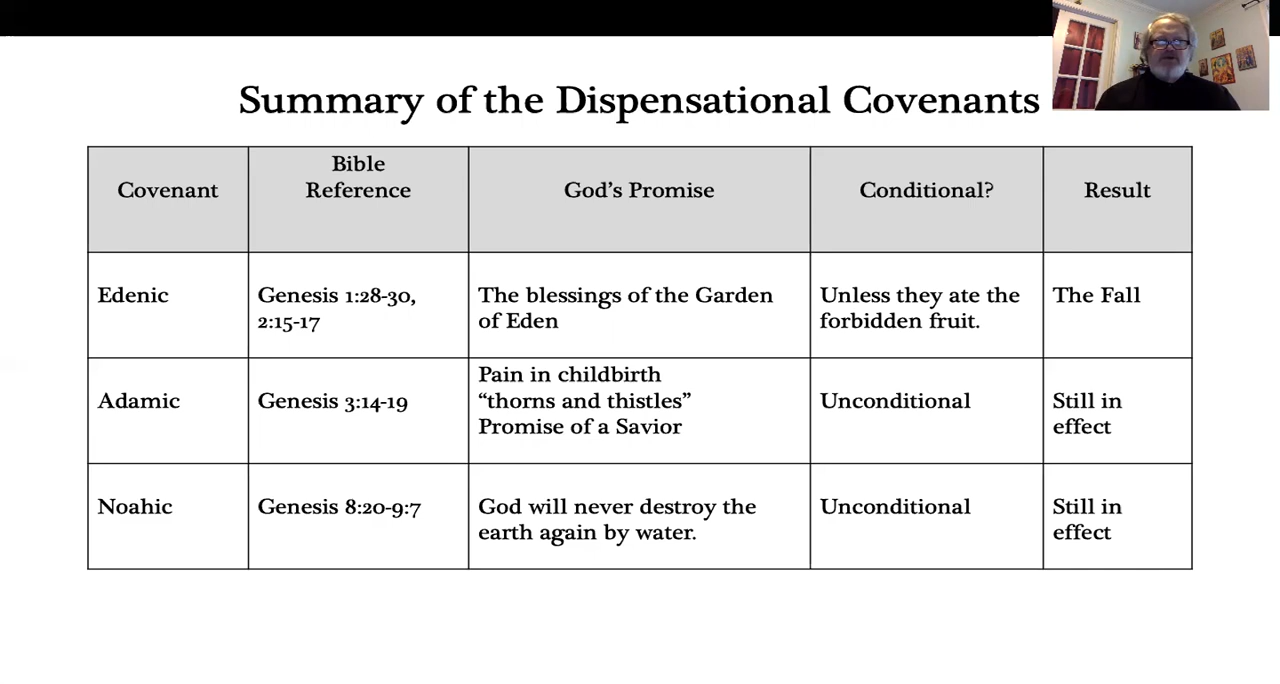 Summary of the Dispensational Covenants
Covenant
Bible
Reference
God's Promise
Conditional?
Result
Edenic
Genesis 1:28-30,
2:15-17
The blessings of the Garden
of Eden
Unless they ate the
forbidden fruit.
The Fall
Adamic
Genesis 3:14-19
Pain in childbirth
“thorns and thistles”
Promise of a Savior
Unconditional
Still in
effect
Noahic
Genesis 8:20-9:7
God will never destroy the
earth again by water.
Unconditional
Still in
effect